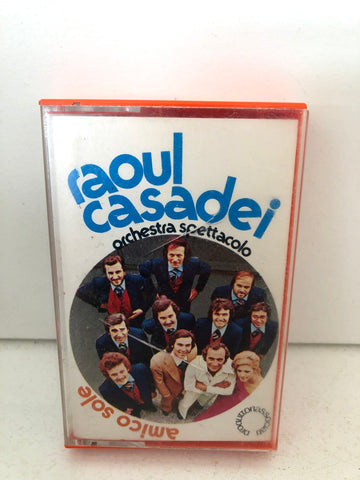 raoul
casadei
orchestra spettacolo
amico sole